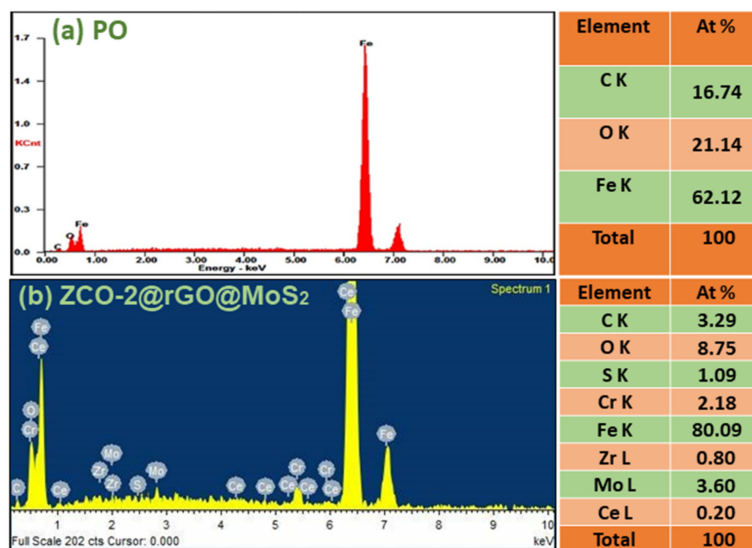 (a) PO
1.7
1.4
1.0
KCnt
0.7
0.3
0.0
Fe
C
O
Fe
0.00 1.00 2.00 3.00 4.00 5.00 6.00 7.00 8.00 9.00 10.0
Energy - keV
Element At %
C K 16.74
O K 21.14
Fe K 62.12
Total 100
(b) ZCO-2@rGO@MoS₂
Spectrum 1
Ce
Fe
Fe
Ce
O
Cr
C
Ce
Mo
Zr
Zr
S
Mo
Ce
Ce
Ce
Cr
Ce
Cr
Ce
Fe
1 2 3 4 5 6 7 8 9 10
Full Scale 202 cts Cursor: 0.000
keV
Element At %
C K 3.29
O K 8.75
S K 1.09
Cr K 2.18
Fe K 80.09
Zr L 0.80
Mo L 3.60
Ce L 0.20
Total 100